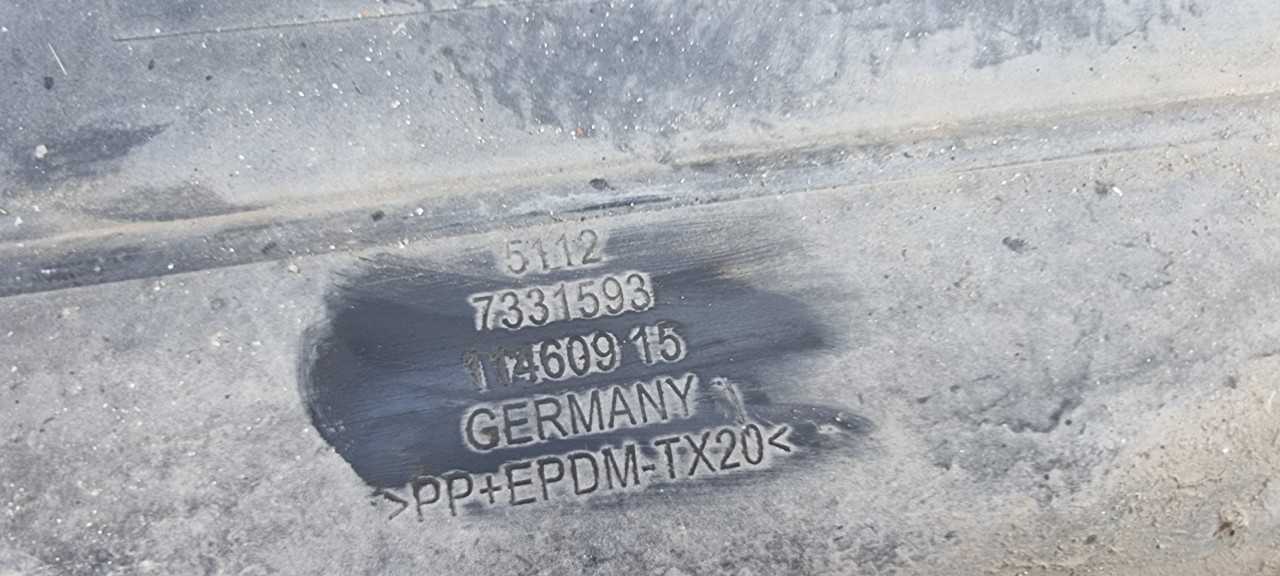 5112
7331593
114609 15
GERMANY
>PP+EPDM-TX20<